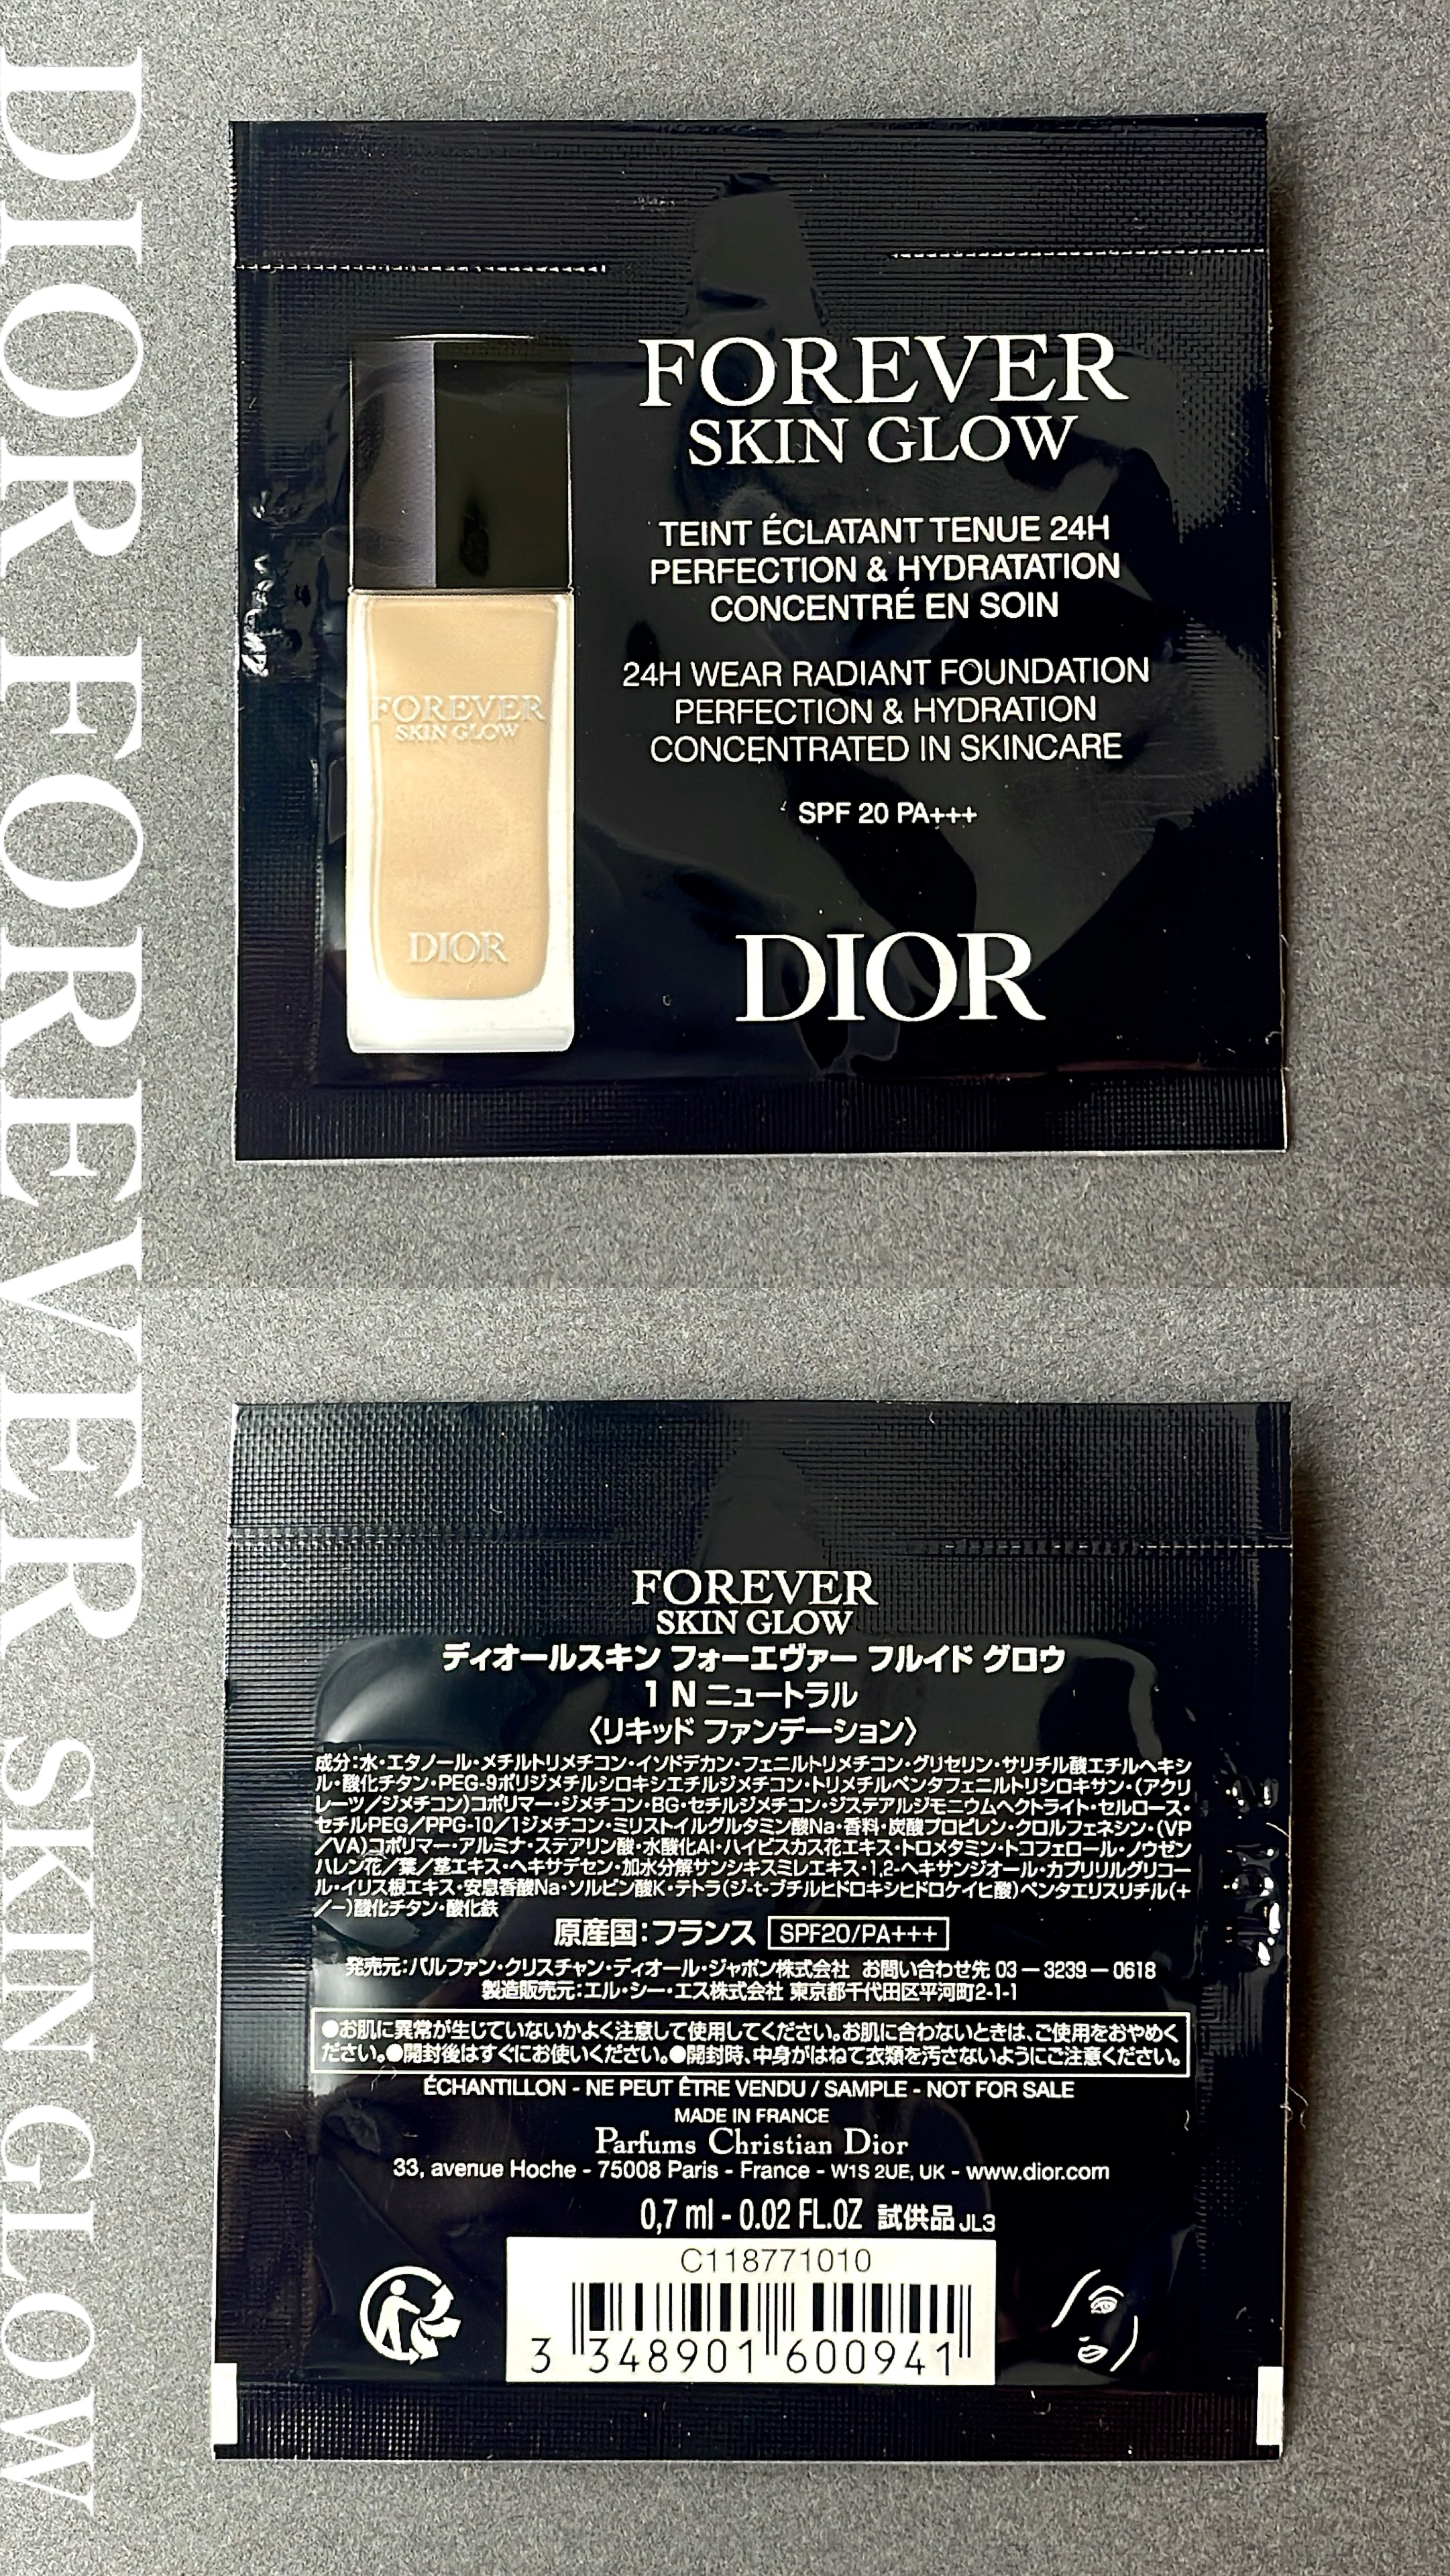 DIOR FOREVER SKIN GLOW
FOREVER
SKIN GLOW
TEINT ÉCLATANT TENUE 24H
PERFECTION & HYDRATATION
CONCENTRÉ EN SOIN
24H WEAR RADIANT FOUNDATION
PERFECTION & HYDRATION
CONCENTRATED IN SKINCARE
SPF 20 PA+++
DIOR
FOREVER
SKIN GLOW
DIOR
FOREVER
SKIN GLOW
ディオールスキン フォーエヴァー フルイド グロウ
1 N ニュートラル
〈リキッド ファンデーション〉
成分:水・エタノール・メチルトリメチコン・イソドデカン・フェニルトリメチコン・グリセリン・サリチル酸エチルヘキシ
ル・酸化チタン・PEG-9ポリジメチルシロキシエチルジメチコン・トリメチルペンタフェニルトリシロキサン・(アクリ
レーツ/ジメチコン)コポリマー・ジメチコン・BG・セチルジメチコン・ジステアルジモニウムヘクトライト・セルロース・
セチルPEG/PPG-10/1ジメチコン・ミリストイルグルタミン酸Na・香料・炭酸プロピレン・クロルフェネシン・(VP
/VA)コポリマー・アルミナ・ステアリン酸・水酸化Al・ハイビスカス花エキス・トロメタミン・トコフェロール・ノウゼン
ハレン花/葉/茎エキス・ヘキサデセン・加水分解サンシキスミレエキス・1,2-ヘキサンジオール・カプリリルグリコー
ル・イリス根エキス・安息香酸Na・ソルビン酸K・テトラ(ジ-t-ブチルヒドロキシヒドロケイヒ酸)ペンタエリスリチル(+
/-)酸化チタン・酸化鉄
原産国:フランス SPF20/PA+++
発売元:パルファン・クリスチャン・ディオール・ジャポン株式会社 お問い合わせ先 03-3239-0618
製造販売元:エル・シー・エス株式会社 東京都千代田区平河町2-1-1
●お肌に異常が生じていないかよく注意して使用してください。お肌に合わないときは、ご使用をおやめく
ださい。●開封後はすぐにお使いください。●開封時、中身がはねて衣類を汚さないようにご注意ください。
ÉCHANTILLON - NE PEUT ÊTRE VENDU / SAMPLE - NOT FOR SALE
MADE IN FRANCE
Parfums Christian Dior
33, avenue Hoche - 75008 Paris - France - W1S 2UE, UK - www.dior.com
0,7 ml - 0.02 FL.OZ 試供品 JL3
C118771010
3 348901 600941